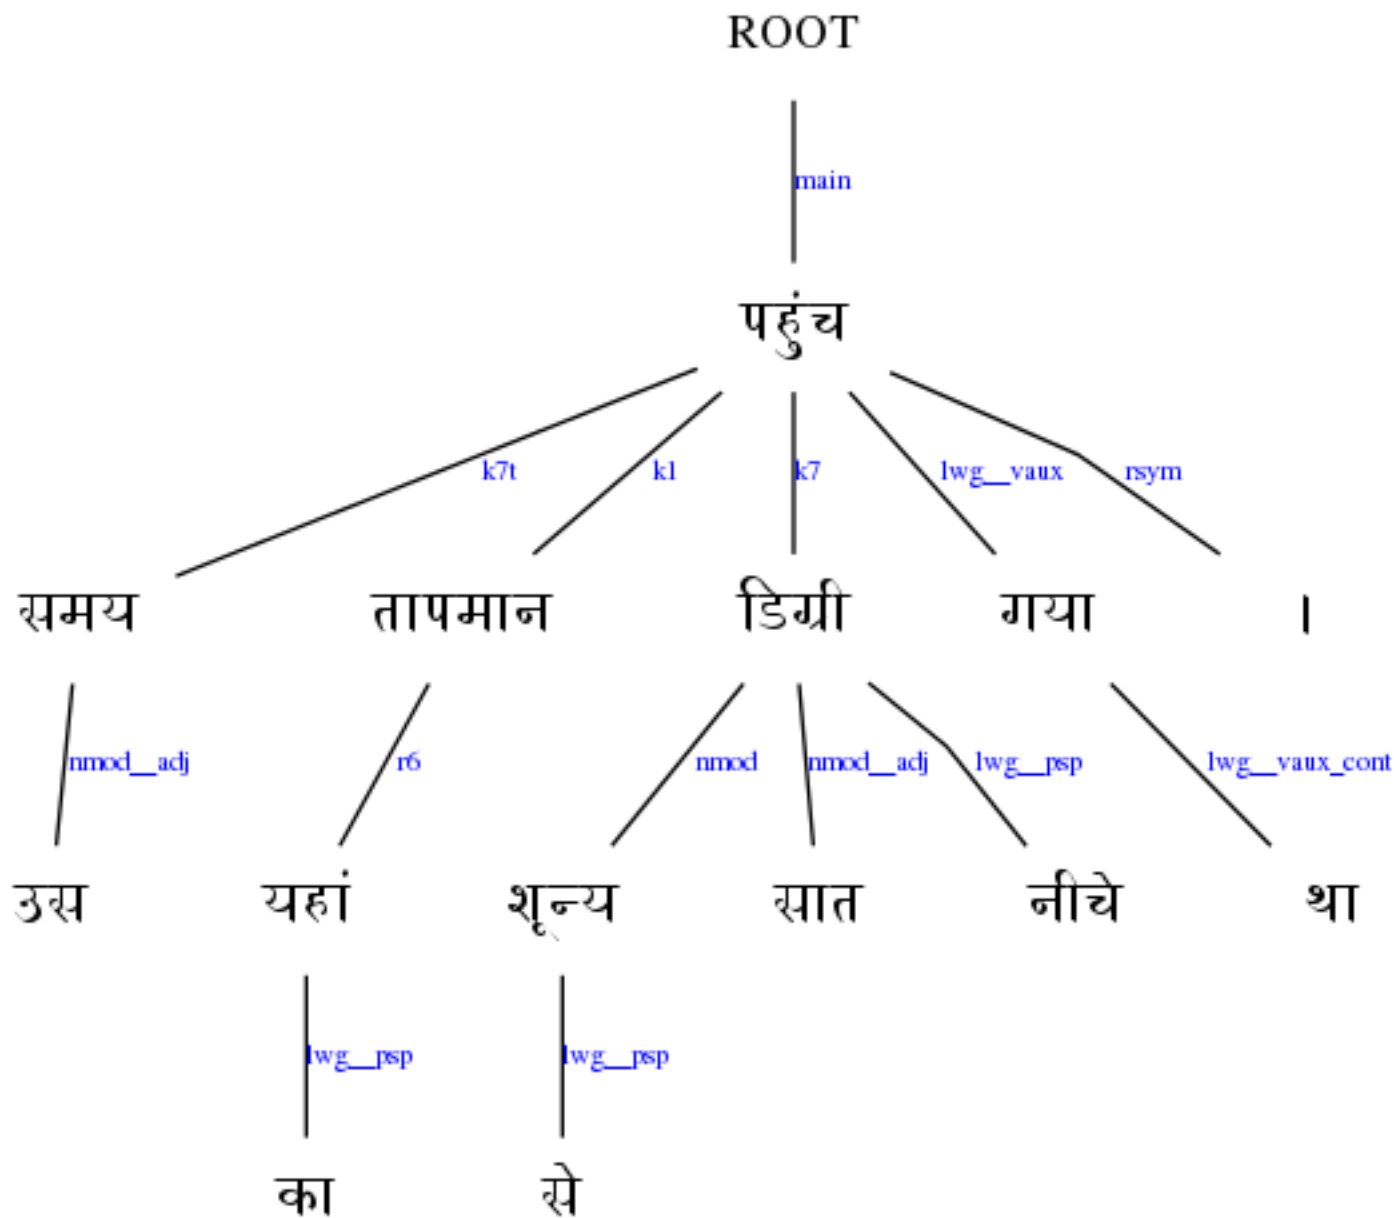 ROOT
main
पहुंच
k7t k1 k7 lwg__vaux rsym
समय तापमान डिग्री गया ।
nmod__adj r6 nmod nmod__adj lwg__psp lwg__vaux_cont
उस यहां शून्य सात नीचे था
lwg__psp lwg__psp
का से